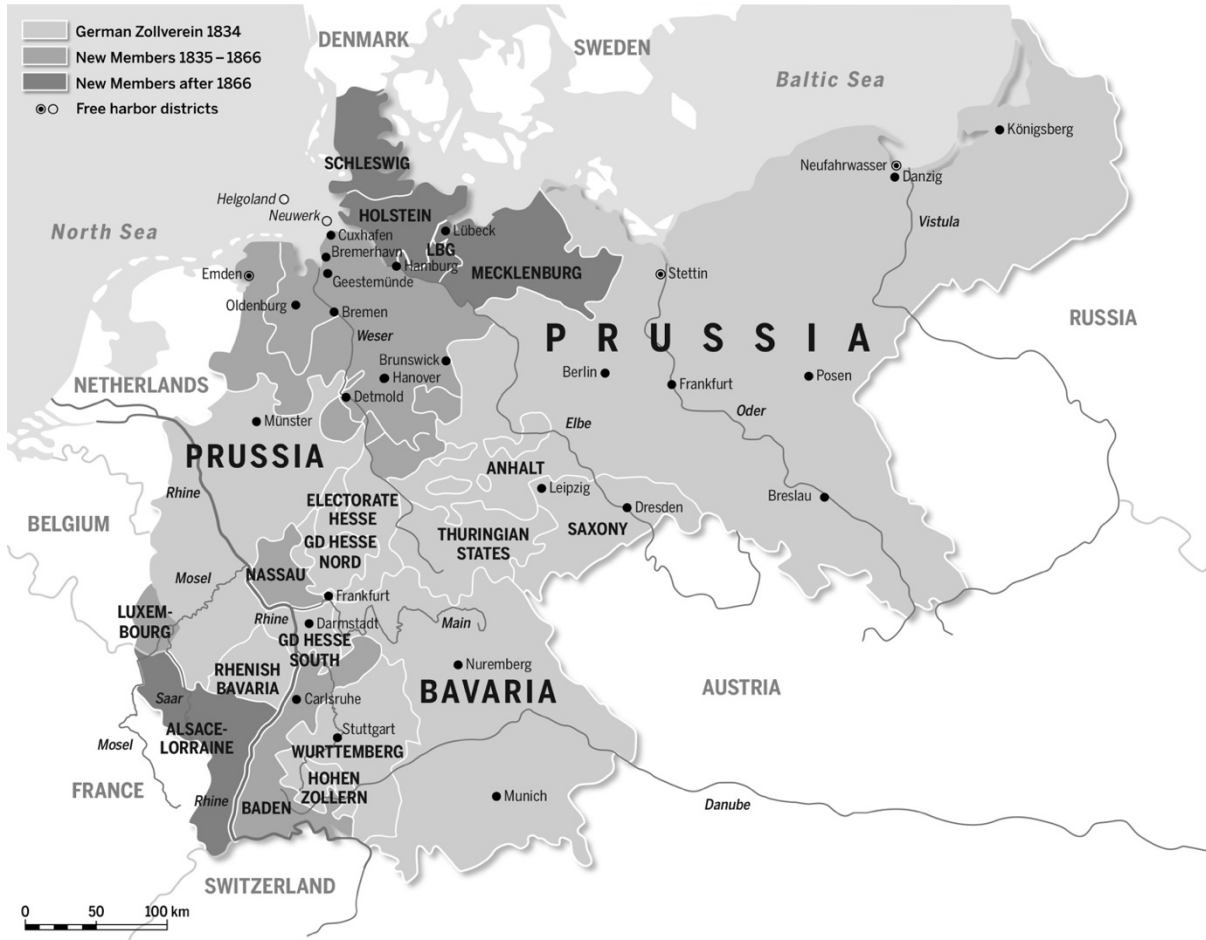 German Zollverein 1834
New Members 1835–1866
New Members after 1866
Free harbor districts
DENMARK
SWEDEN
Baltic Sea
Königsberg
Neufahrwasser
Danzig
SCHLESWIG
Helgoland
Neuwerk
HOLSTEIN
North Sea
Cuxhafen
Lübeck
Vistula
LBG
Bremerhavn
Hamburg
MECKLENBURG
Emden
Geestemünde
Stettin
Oldenburg
Bremen
RUSSIA
Weser
PRUSSIA
Brunswick
Berlin
Hanover
Frankfurt
Posen
NETHERLANDS
Detmold
Oder
Münster
Elbe
PRUSSIA
ANHALT
Rhine
Leipzig
Breslau
ELECTORATE
HESSE
Dresden
BELGIUM
THURINGIAN
STATES
SAXONY
GD HESSE
NORD
Mosel
NASSAU
Frankfurt
LUXEM-
BOURG
Rhine
Darmstadt
Main
GD HESSE
SOUTH
RHENISH
BAVARIA
Nuremberg
BAVARIA
AUSTRIA
Saar
Carlsruhe
ALSACE-
LORRAINE
Stuttgart
Mosel
WURTTEMBERG
FRANCE
HOHEN
ZOLLERN
Rhine
BADEN
Munich
Danube
SWITZERLAND
0 50 100 km